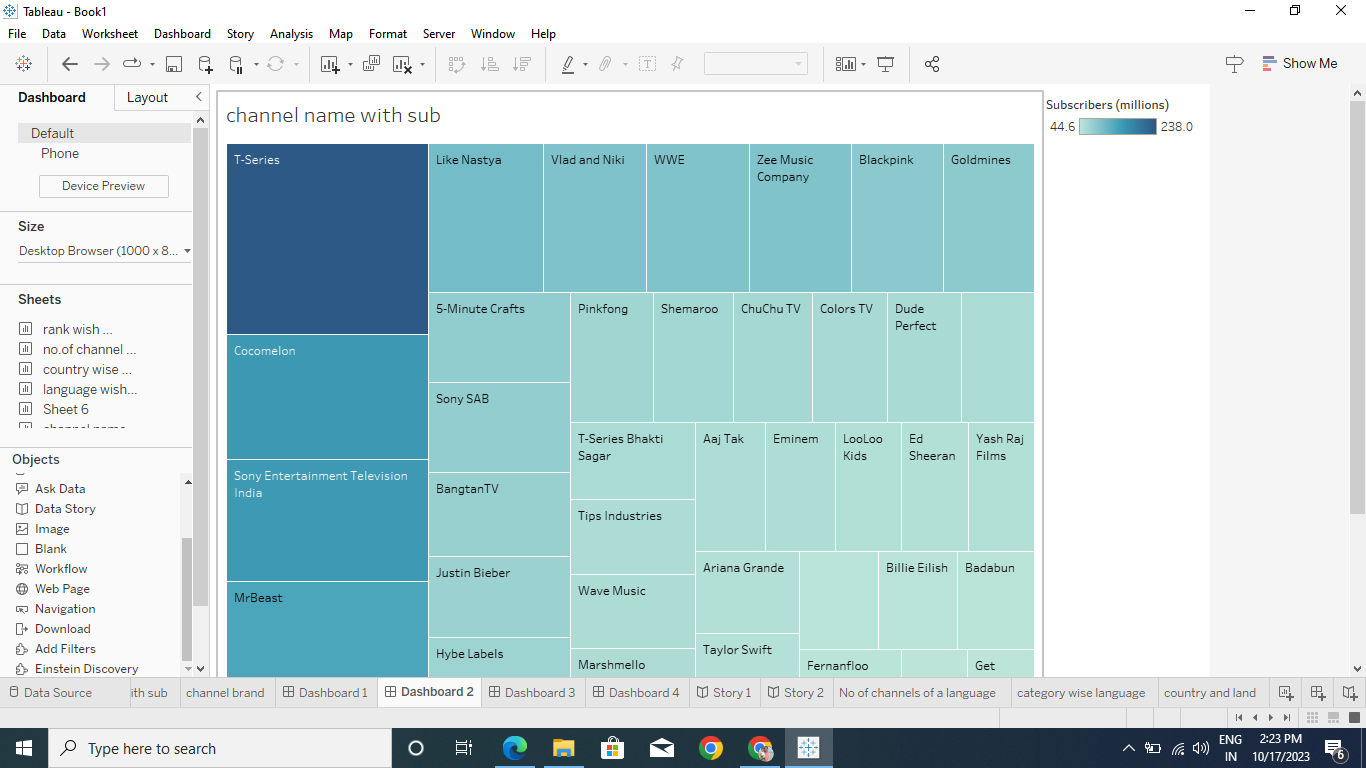 Tableau - Book1
File Data Worksheet Dashboard Story Analysis Map Format Server Window Help
Show Me
Dashboard
Layout
Default
Phone
Device Preview
Size
Desktop Browser (1000 x 8...
Sheets
rank wish ...
no.of channel ...
country wise ...
language wish...
Sheet 6
channel name
Objects
Ask Data
Data Story
Image
Blank
Workflow
Web Page
Navigation
Download
Add Filters
Einstein Discovery
channel name with sub
T-Series
Cocomelon
Sony Entertainment Television
India
MrBeast
Like Nastya
Vlad and Niki
WWE
Zee Music
Company
Blackpink
Goldmines
5-Minute Crafts
Sony SAB
BangtanTV
Justin Bieber
Hybe Labels
Pinkfong
Shemaroo
ChuChu TV
Colors TV
Dude
Perfect
T-Series Bhakti
Sagar
Tips Industries
Wave Music
Marshmello
Aaj Tak
Eminem
LooLoo
Kids
Ed
Sheeran
Yash Raj
Films
Ariana Grande
Taylor Swift
Billie Eilish
Badabun
Fernanfloo
Get
Subscribers (millions)
44.6 238.0
Data Source
ith sub
channel brand
Dashboard 1
Dashboard 2
Dashboard 3
Dashboard 4
Story 1
Story 2
No of channels of a language
category wise language
country and land
Type here to search
ENG
IN
2:23 PM
10/17/2023
6